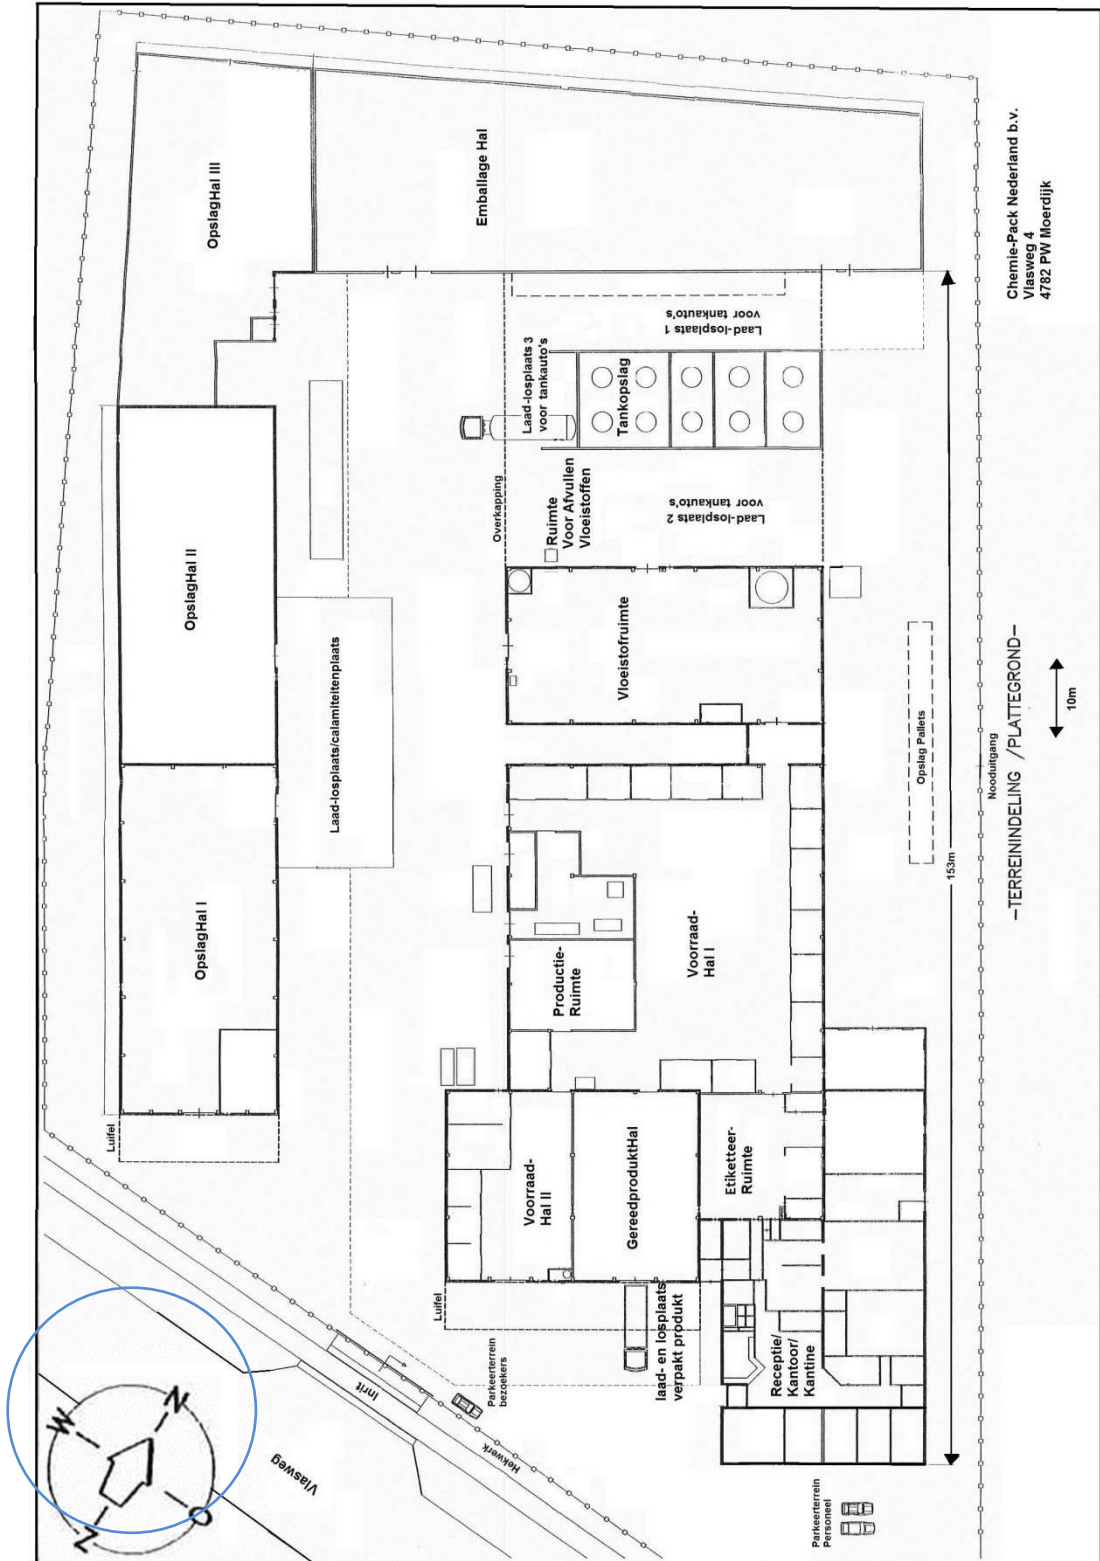 OpslagHal III
Emballage Hal
Chemie-Pack Nederland b.v.
Vlasweg 4
4782 PW Moerdijk
Laad-losplaats 1
voor tankauto's
Laad-losplaats 3
voor tankauto's
Tankopslag
Laad-losplaats 2
voor tankauto's
Overkapping
Ruimte
Voor Afvullen
Vloeistoffen
OpslagHal II
Vloeistofruimte
Laad-losplaats/calamiteitenplaats
Opslag Pallets
Nooduitgang
-TERREININDELING /PLATTEGROND-
10m
153m
OpslagHal I
Productie-
Ruimte
Voorraad-
Hal I
Luifel
Voorraad-
Hal II
GereedproduktHal
Etiketteer-
Ruimte
Luifel
laad- en losplaats
verpakt produkt
Receptie/
Kantoor/
Kantine
Parkeerterrein
bezoekers
Inrit
Hekwerk
Vlasweg
Parkeerterrein
Personeel
N
W
O
Z